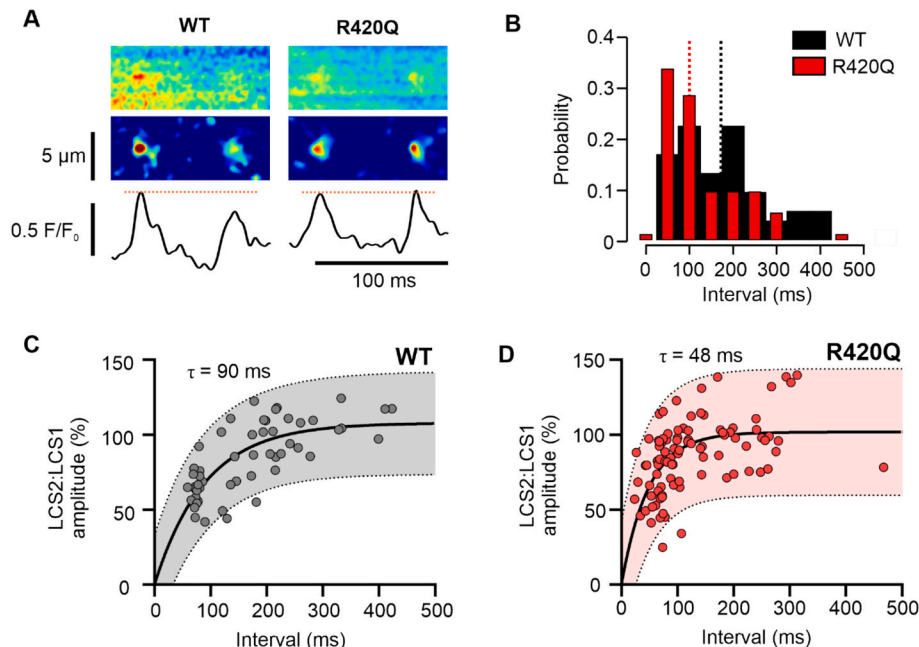 A
WT
R420Q
5 µm
0.5 F/F₀
100 ms
B
WT
R420Q
0.4
0.3
0.2
0.1
0
Probability
0 100 200 300 400 500
Interval (ms)
C
WT
τ = 90 ms
150
100
50
0
LCS2:LCS1
amplitude (%)
0 100 200 300 400 500
Interval (ms)
D
R420Q
τ = 48 ms
150
100
50
0
LCS2:LCS1
amplitude (%)
0 100 200 300 400 500
Interval (ms)